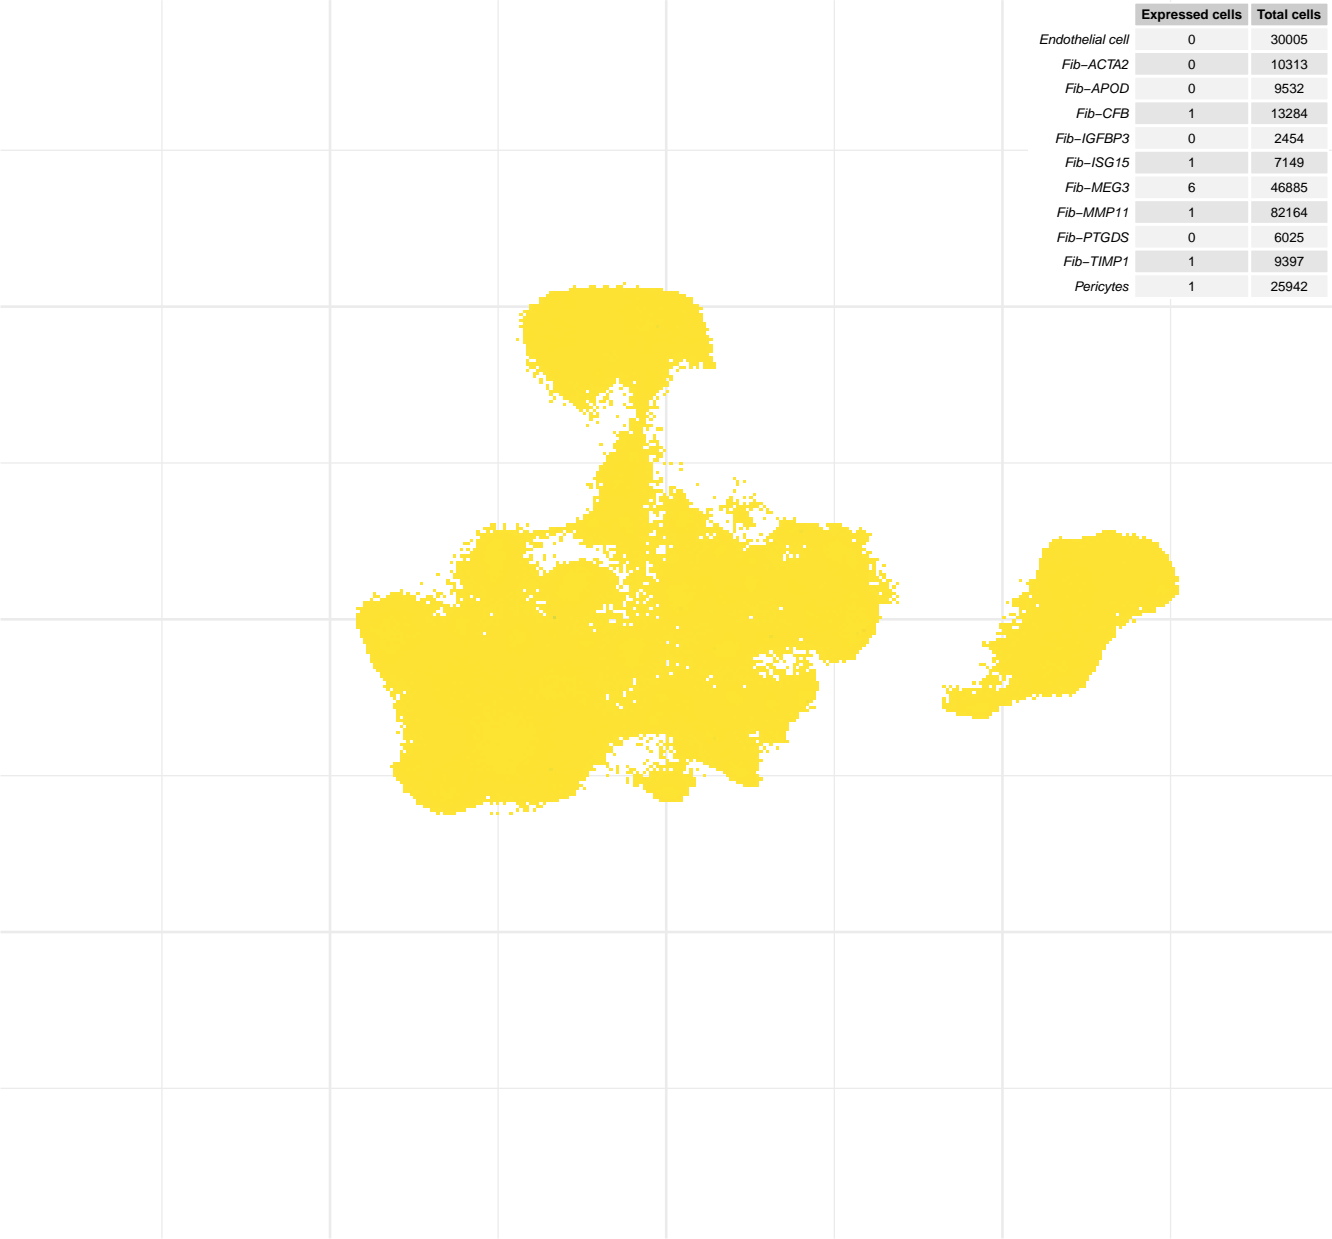 Expressed cells Total cells
Endothelial cell 0 30005
Fib−ACTA2 0 10313
Fib−APOD 0 9532
Fib−CFB 1 13284
Fib−IGFBP3 0 2454
Fib−ISG15 1 7149
Fib−MEG3 6 46885
Fib−MMP11 1 82164
Fib−PTGDS 0 6025
Fib−TIMP1 1 9397
Pericytes 1 25942